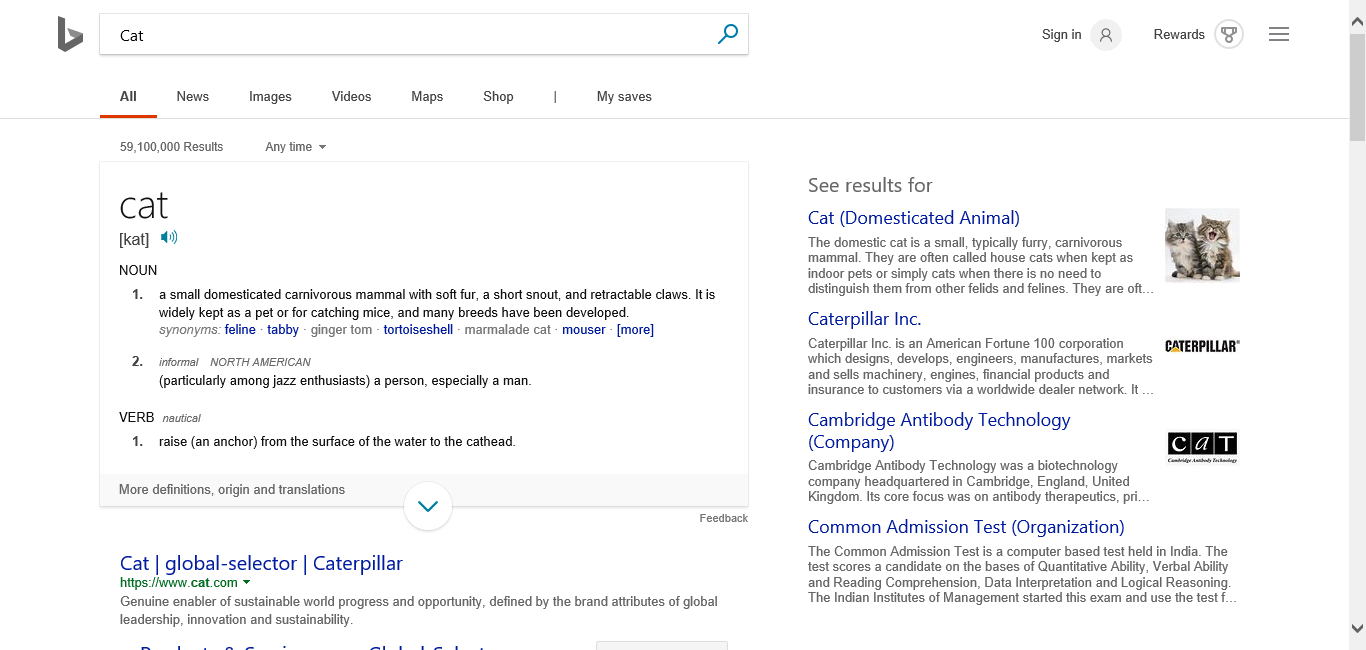 Cat
Sign in
Rewards
All News Images Videos Maps Shop | My saves
59,100,000 Results Any time
cat
[kat]
NOUN
1. a small domesticated carnivorous mammal with soft fur, a short snout, and retractable claws. It is
widely kept as a pet or for catching mice, and many breeds have been developed.
synonyms: feline · tabby · ginger tom · tortoiseshell · marmalade cat · mouser · [more]
2. informal NORTH AMERICAN
(particularly among jazz enthusiasts) a person, especially a man.
VERB nautical
1. raise (an anchor) from the surface of the water to the cathead.
More definitions, origin and translations
Feedback
Cat | global-selector | Caterpillar
https://www.cat.com
Genuine enabler of sustainable world progress and opportunity, defined by the brand attributes of global
leadership, innovation and sustainability.
See results for
Cat (Domesticated Animal)
The domestic cat is a small, typically furry, carnivorous
mammal. They are often called house cats when kept as
indoor pets or simply cats when there is no need to
distinguish them from other felids and felines. They are oft...
Caterpillar Inc.
Caterpillar Inc. is an American Fortune 100 corporation
which designs, develops, engineers, manufactures, markets
and sells machinery, engines, financial products and
insurance to customers via a worldwide dealer network. It ...
CATERPILLAR®
Cambridge Antibody Technology
(Company)
Cambridge Antibody Technology was a biotechnology
company headquartered in Cambridge, England, United
Kingdom. Its core focus was on antibody therapeutics, pri...
CaT
Cambridge Antibody Technology
Common Admission Test (Organization)
The Common Admission Test is a computer based test held in India. The
test scores a candidate on the bases of Quantitative Ability, Verbal Ability
and Reading Comprehension, Data Interpretation and Logical Reasoning.
The Indian Institutes of Management started this exam and use the test f...